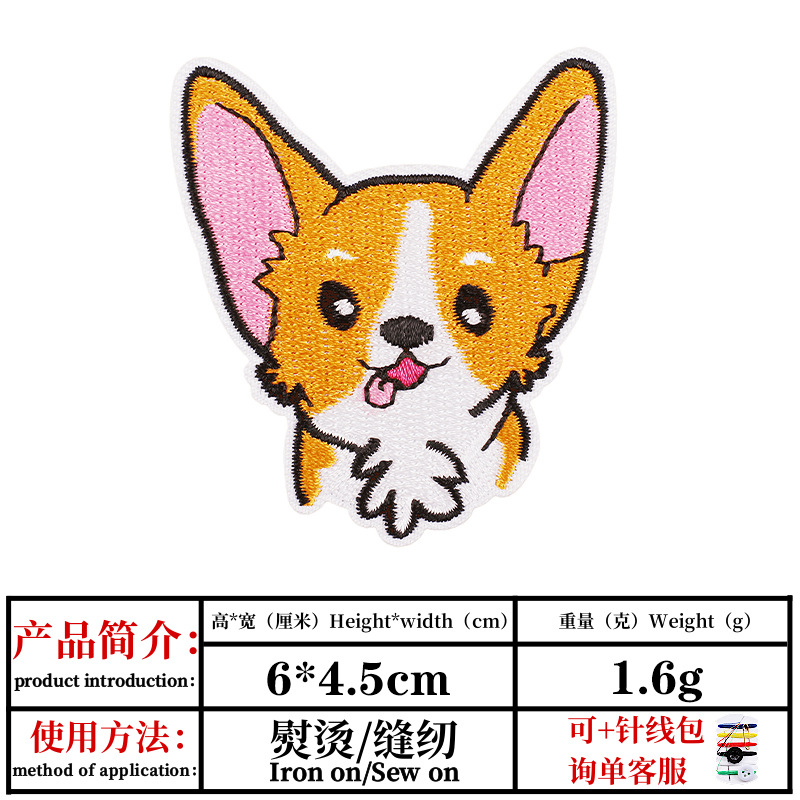 产品简介：
product introduction:
高*宽（厘米）Height*width（cm）
重量（克）Weight（g）
6*4.5cm
1.6g
使用方法：
method of application:
熨烫/缝纫
Iron on/Sew on
可+针线包
询单客服